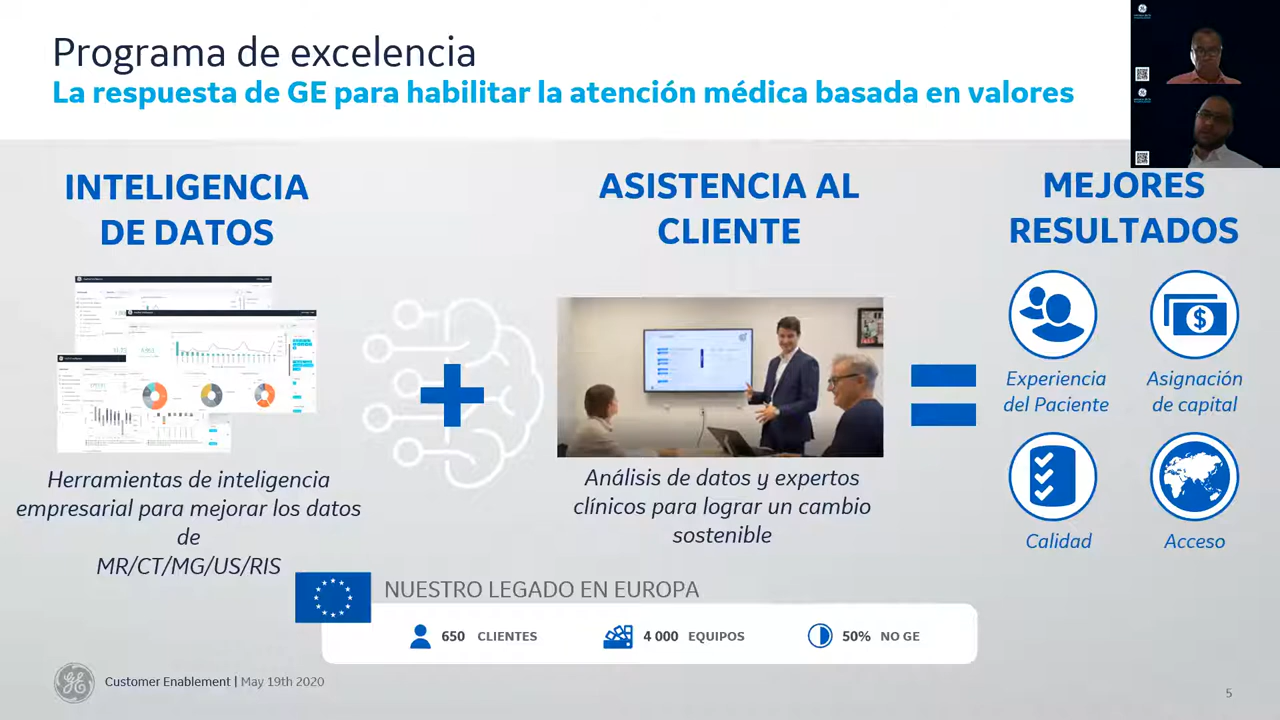 Programa de excelencia
La respuesta de GE para habilitar la atención médica basada en valores
INTELIGENCIA
DE DATOS
ASISTENCIA AL
CLIENTE
MEJORES
RESULTADOS
Herramientas de inteligencia
empresarial para mejorar los datos
de
MR/CT/MG/US/RIS
Análisis de datos y expertos
clínicos para lograr un cambio
sostenible
Experiencia
del Paciente
Asignación
de capital
Calidad
Acceso
NUESTRO LEGADO EN EUROPA
650 CLIENTES
4 000 EQUIPOS
50% NO GE
GE
Customer Enablement | May 19th 2020
5